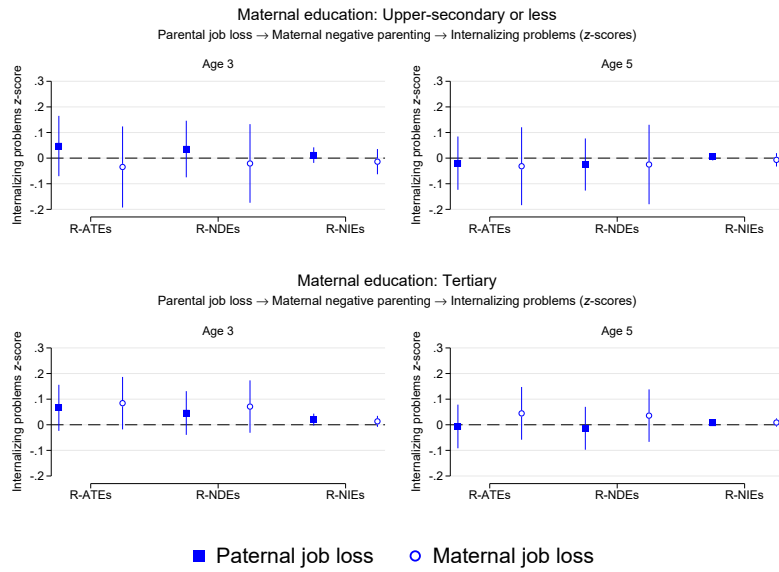 Maternal education: Upper-secondary or less
Parental job loss → Maternal negative parenting → Internalizing problems (z-scores)
Age 3
Age 5
Internalizing problems z-score
.3
.2
.1
0
-.1
-.2
R-ATEs
R-NDEs
R-NIEs
Internalizing problems z-score
.3
.2
.1
0
-.1
-.2
R-ATEs
R-NDEs
R-NIEs
Maternal education: Tertiary
Parental job loss → Maternal negative parenting → Internalizing problems (z-scores)
Age 3
Age 5
Internalizing problems z-score
.3
.2
.1
0
-.1
-.2
R-ATEs
R-NDEs
R-NIEs
Internalizing problems z-score
.3
.2
.1
0
-.1
-.2
R-ATEs
R-NDEs
R-NIEs
Paternal job loss
Maternal job loss